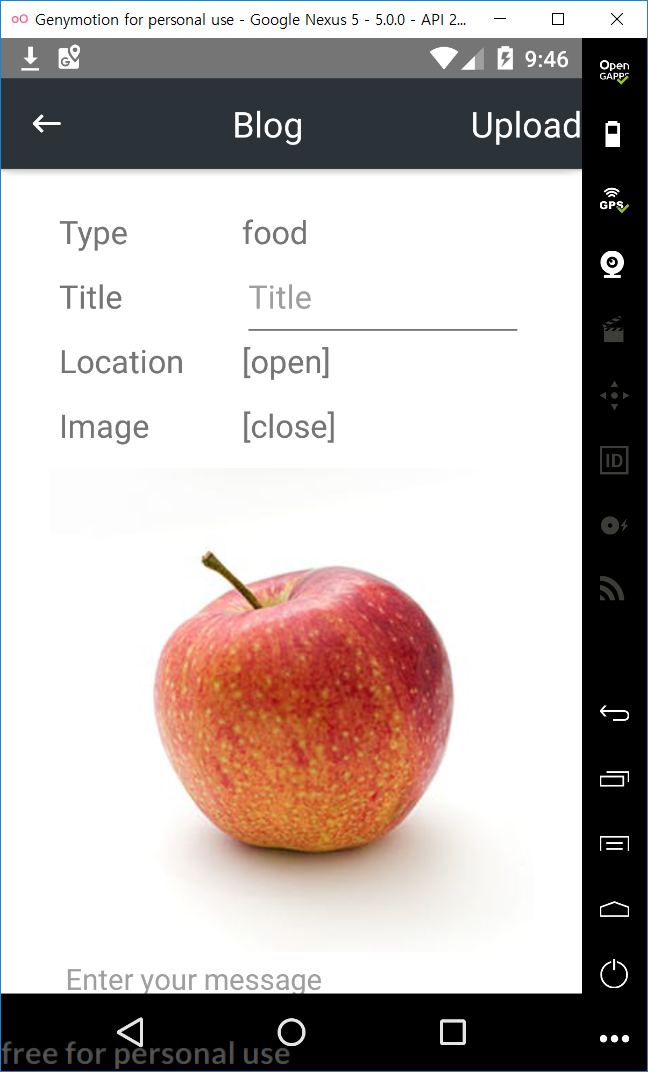 Genymotion for personal use - Google Nexus 5 - 5.0.0 - API 2...
9:46
Open
GAPPS
Blog
Upload
GPS
Type
food
Title
Title
Location
[open]
Image
[close]
ID
Enter your message
free for personal use